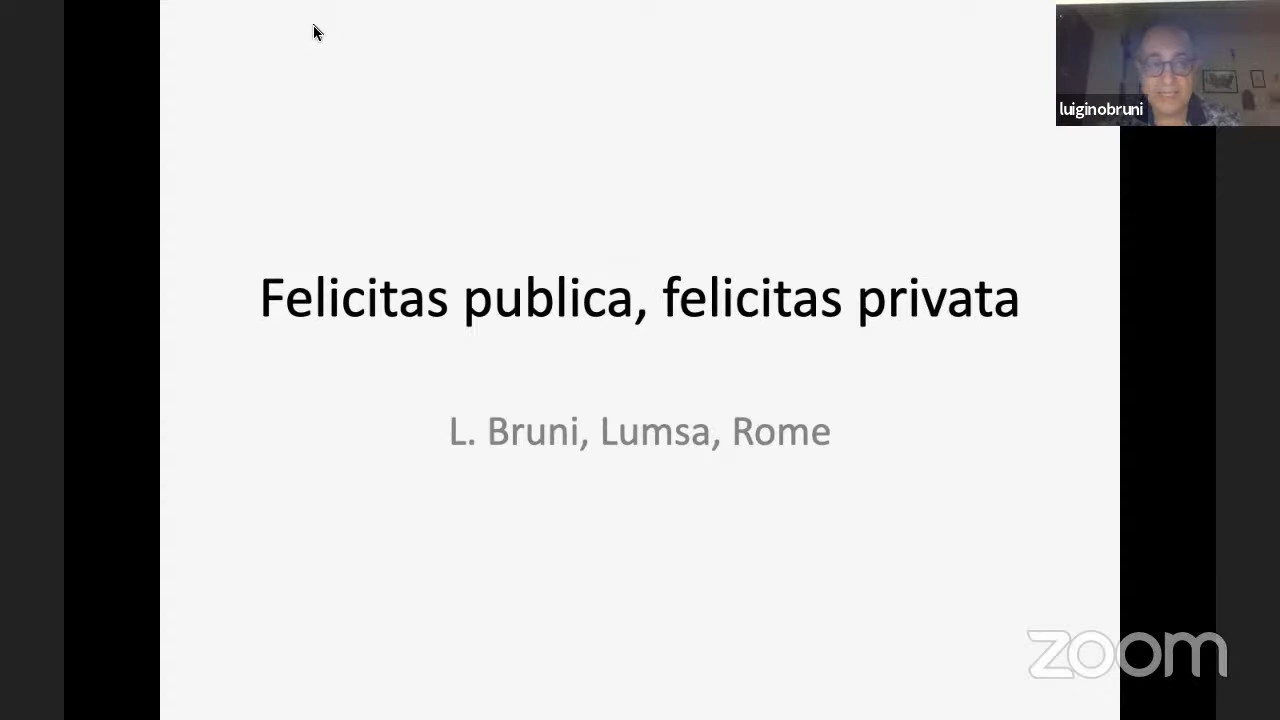 luiginobruni
Felicitas publica, felicitas privata
L. Bruni, Lumsa, Rome
zoom